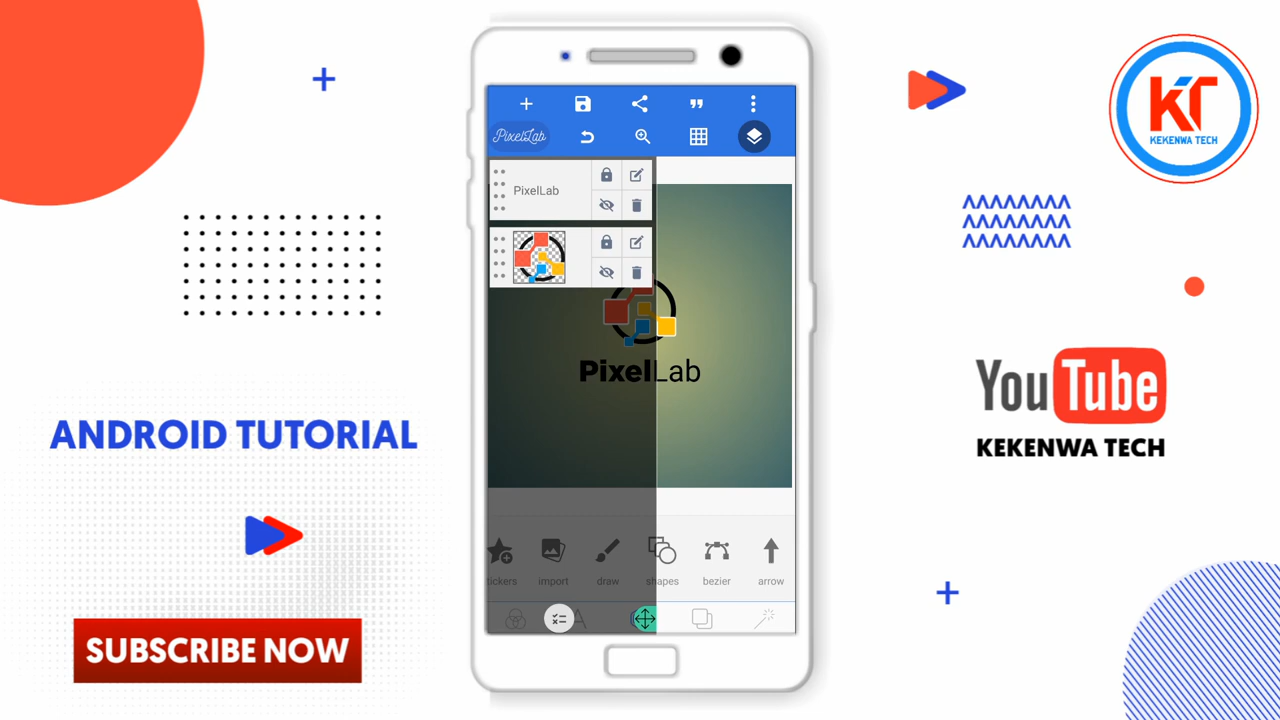 KT
KEKENWA TECH
PixelLab
PixelLab
PixelLab
ANDROID TUTORIAL
SUBSCRIBE NOW
YouTube
KEKENWA TECH
tickers
import
draw
shapes
bezier
arrow
A